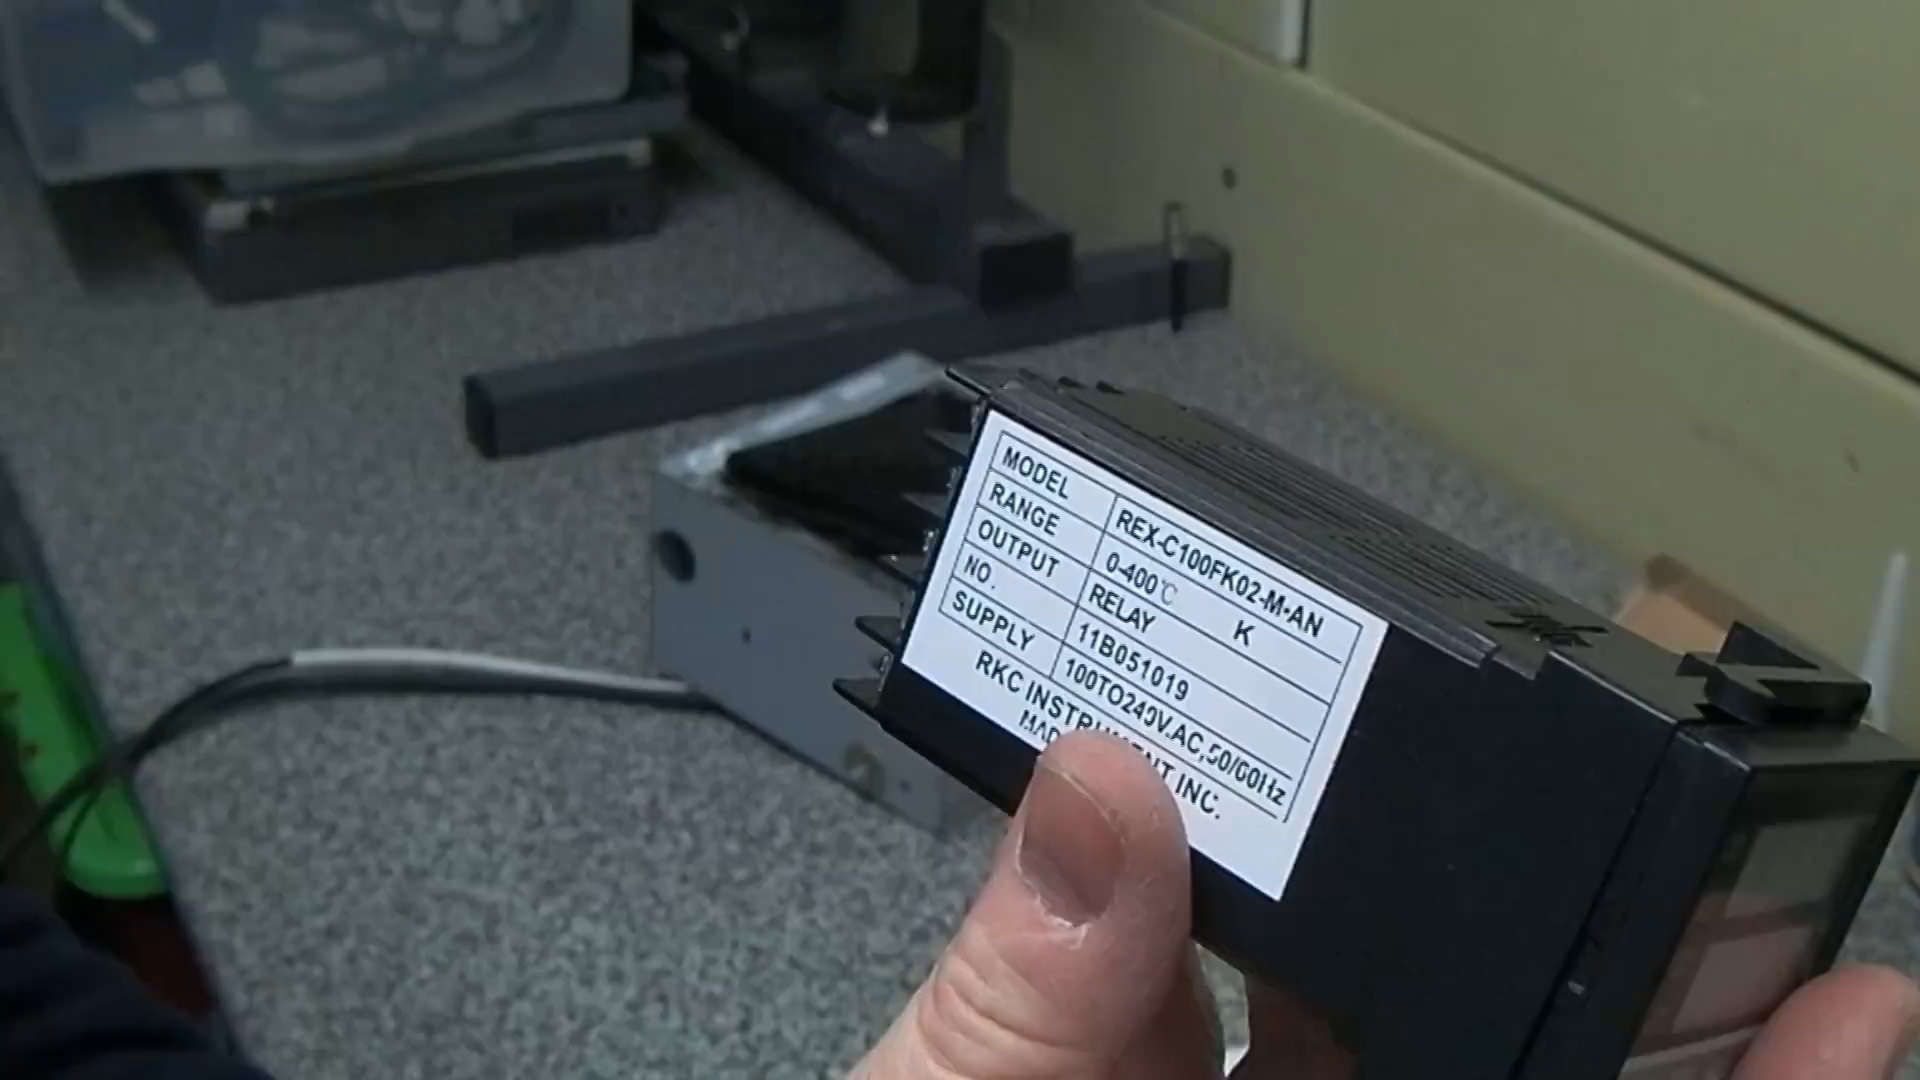 MODEL REX-C100FK02-M*AN
RANGE 0-400℃ K
OUTPUT RELAY
NO. 11B051019
SUPPLY 100TO240V.AC,50/60Hz
RKC INSTRUMENT INC.